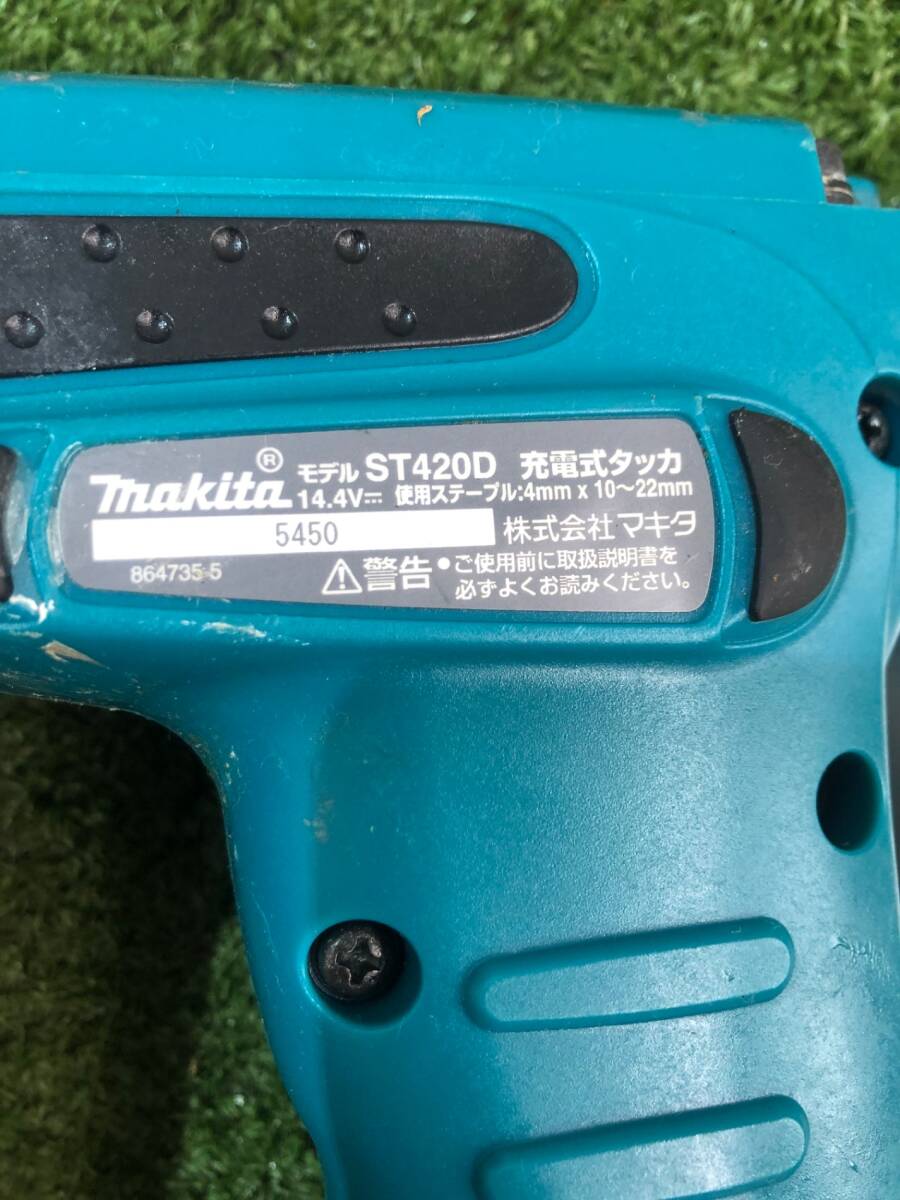 makita® モデル ST420D 充電式タッカ
14.4V⎓ 使用ステープル:4mm x 10〜22mm
5450 株式会社マキタ
864735-5 ⚠警告 ●ご使用前に取扱説明書を
必ずよくお読みください。